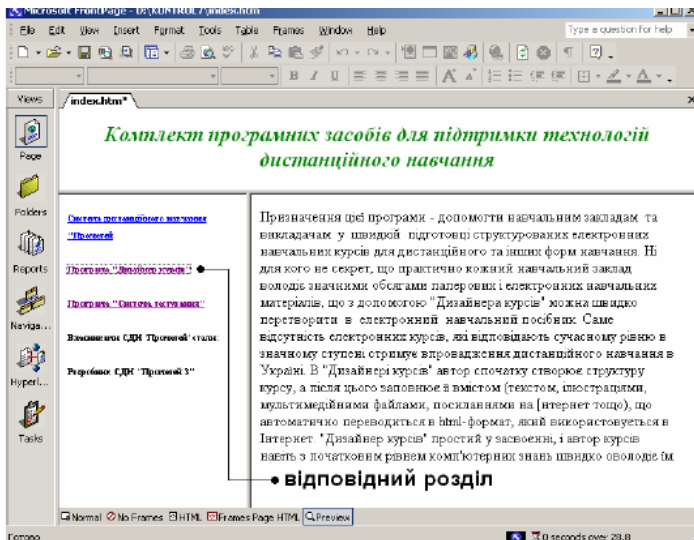 Microsoft FrontPage - D:\KONTROL7\index.htm
File Edit View Insert Format Tools Table Frames Window Help
Type a question for help
Views
index.htm*
Page
Folders
Reports
Naviga...
Hyperl...
Tasks
Комплект програмних засобів для підтримки технологій
дистанційного навчання
Система дистанційного навчання
"Прометей
Програма "Дизайнер курсів"
Програма "Система тестування"
СДН "Прометей" стали:
СДН "Прометей 3"
Призначення цієї програми - допомогти навчальним закладам та
викладачам у швидкій підготовці структурованих електронних
навчальних курсів для дистанційного та інших форм навчання. Ні
для кого не секрет, що практично кожний навчальний заклад
володіє значними обсягами паперових і електронних навчальних
матеріалів, що з допомогою "Дизайнера курсів" можна швидко
перетворити в електронний навчальний посібник. Саме
відсутність електронних курсів, які відповідають сучасному рівню в
значному ступені стримує впровадження дистанційного навчання в
Україні. В "Дизайнері курсів" автор спочатку створює структуру
курсу, а після цього заповнює її вмістом (текстом, ілюстраціями,
мультимедійними файлами, посиланнями на Інтернет тощо), що
автоматично переводиться в html-формат, який використовується в
Інтернет. "Дизайнер курсів" простий у засвоєнні, і автор курсів
навіть з початковим рівнем комп'ютерних знань швидко оволодіє їм.
відповідний розділ
Normal No Frames HTML Frames Page HTML Preview
Готово
0 seconds over 28.8